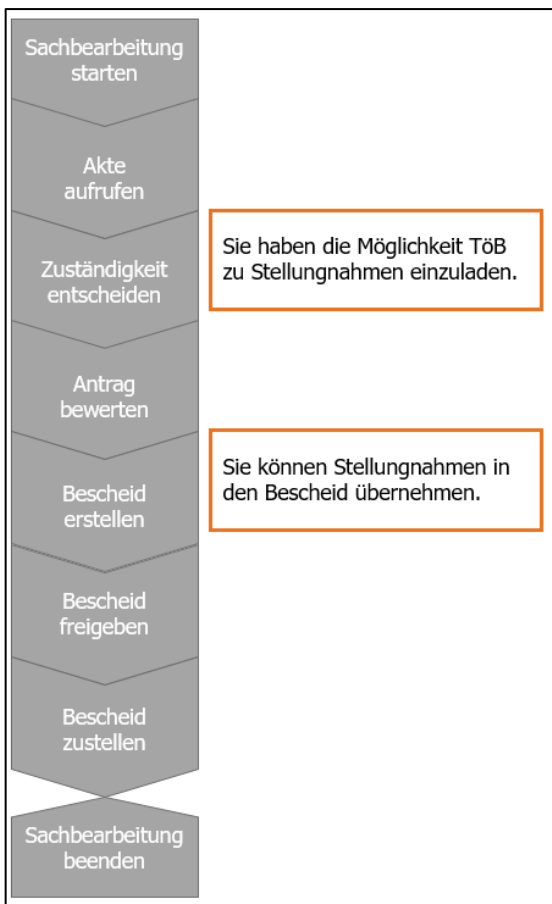 Sachbearbeitung
starten
Akte
aufrufen
Zuständigkeit
entscheiden
Sie haben die Möglichkeit TöB
zu Stellungnahmen einzuladen.
Antrag
bewerten
Bescheid
erstellen
Sie können Stellungnahmen in
den Bescheid übernehmen.
Bescheid
freigeben
Bescheid
zustellen
Sachbearbeitung
beenden